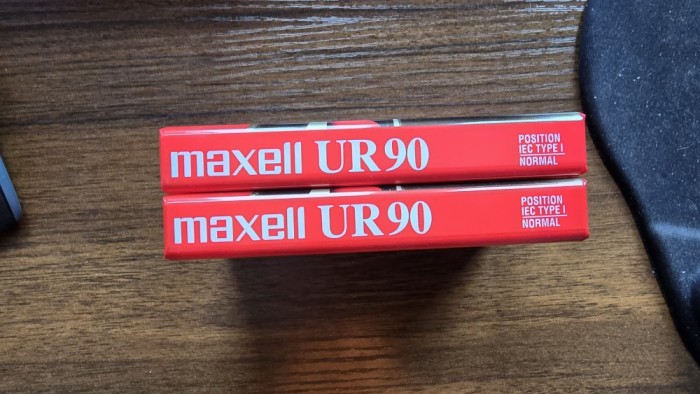 maxell UR 90
POSITION
IEC TYPE I
NORMAL
maxell UR 90
POSITION
IEC TYPE I
NORMAL